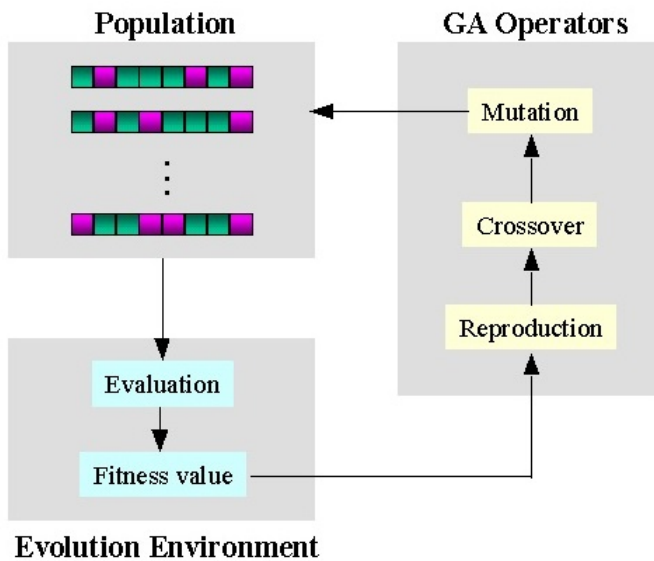 Population
GA Operators
Mutation
Crossover
Reproduction
Evaluation
Fitness value
Evolution Environment